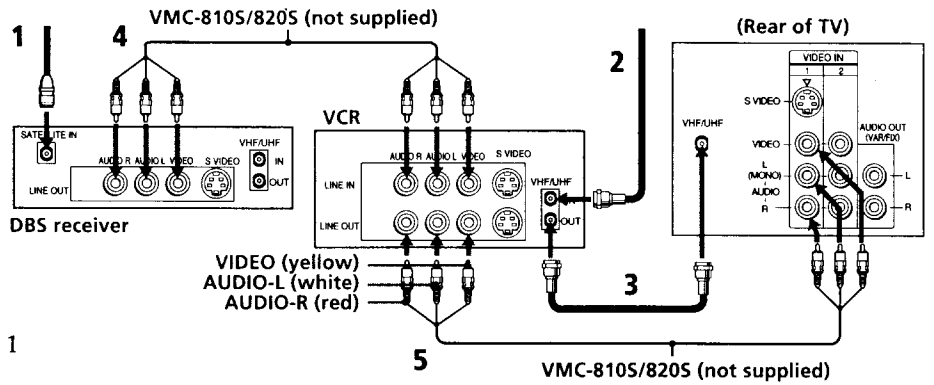 VMC-810S/820S (not supplied)
(Rear of TV)
1
4
2
VIDEO IN
1 2
S VIDEO
VCR
SATELLITE IN
VHF/UHF
IN
OUT
AUDIO R AUDIO L VIDEO S VIDEO
LINE OUT
DBS receiver
AUDIO R AUDIO L VIDEO S VIDEO
LINE IN
VHF/UHF
OUT
LINE OUT
VHF/UHF
AUDIO OUT
(VAR/FIX)
VIDEO
L
(MONO)
AUDIO
R
L
R
VIDEO (yellow)
AUDIO-L (white)
AUDIO-R (red)
3
1
5
VMC-810S/820S (not supplied)